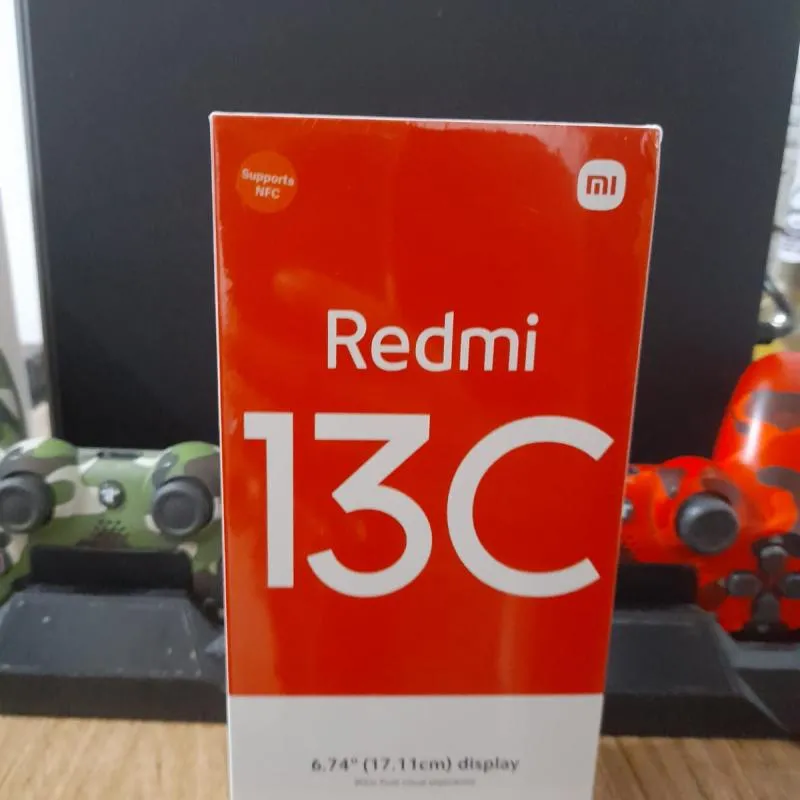 Supports
NFC
mi
Redmi
13C
6.74" (17.11cm) display